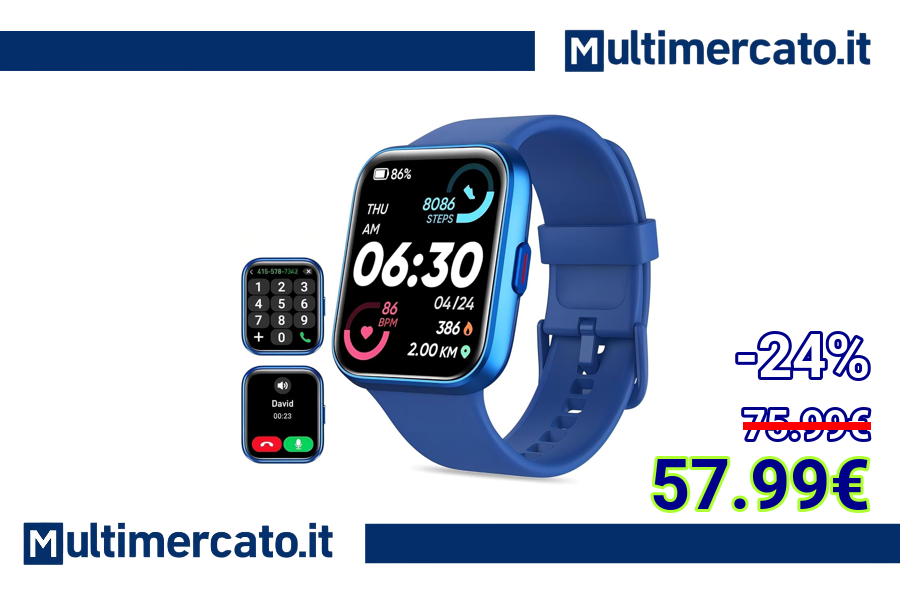 Multimercato.it
86%
8086
STEPS
THU
AM
06:30
86
BPM
04/24
386
2.00 KM
415-578-7342
1 2 3
4 5 6
7 8 9
+ 0
David
00:23
-24%
75.99€
57.99€
Multimercato.it